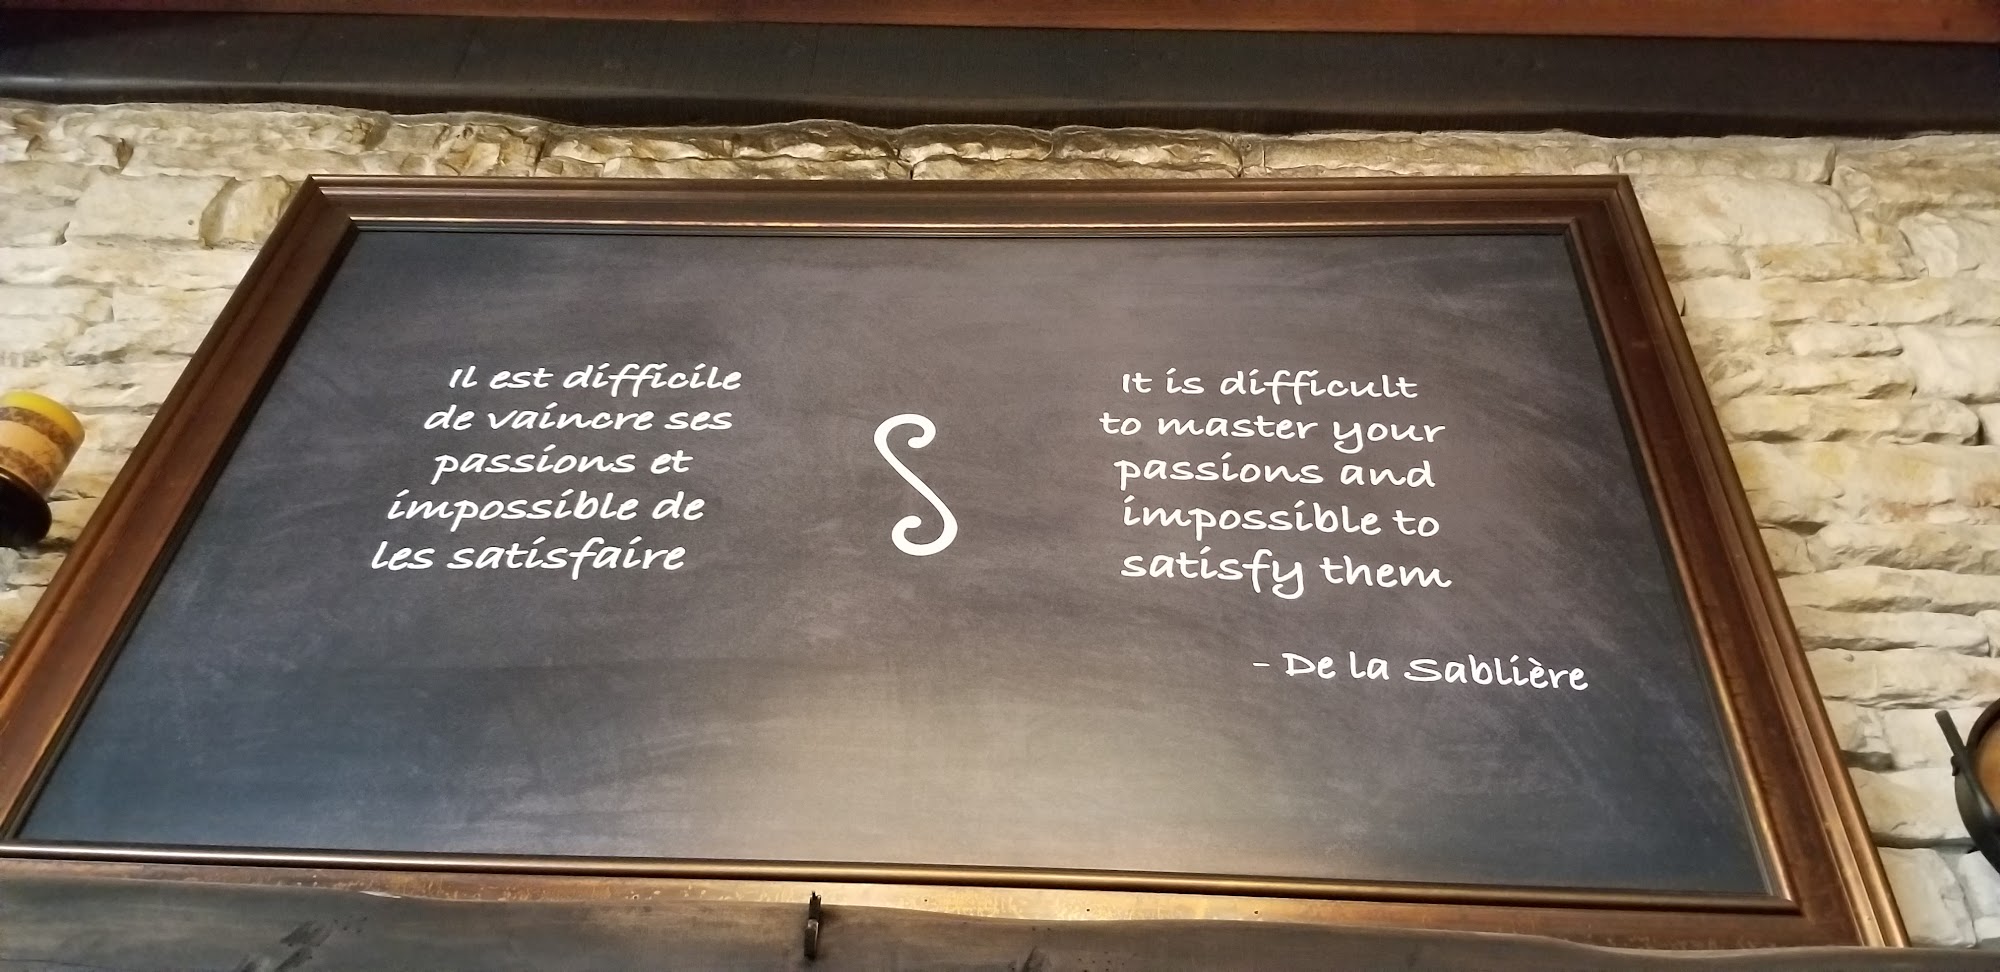 Il est difficile
de vaincre ses
passions et
impossible de
les satisfaire
S
It is difficult
to master your
passions and
impossible to
satisfy them
- De la Sablière